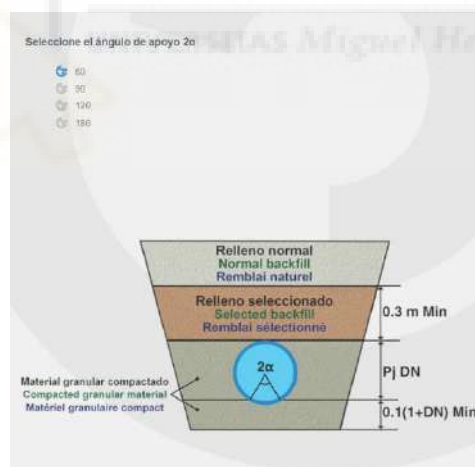 Seleccione el ángulo de apoyo 2α
60
90
120
180
Relleno normal
Normal backfill
Remblai naturel
Relleno seleccionado
Selected backfill
Remblai sélectionné
0.3 m Min
2α
Pj DN
Material granular compactado
Compacted granular material
Matériel granulaire compact
0.1(1+DN) Min